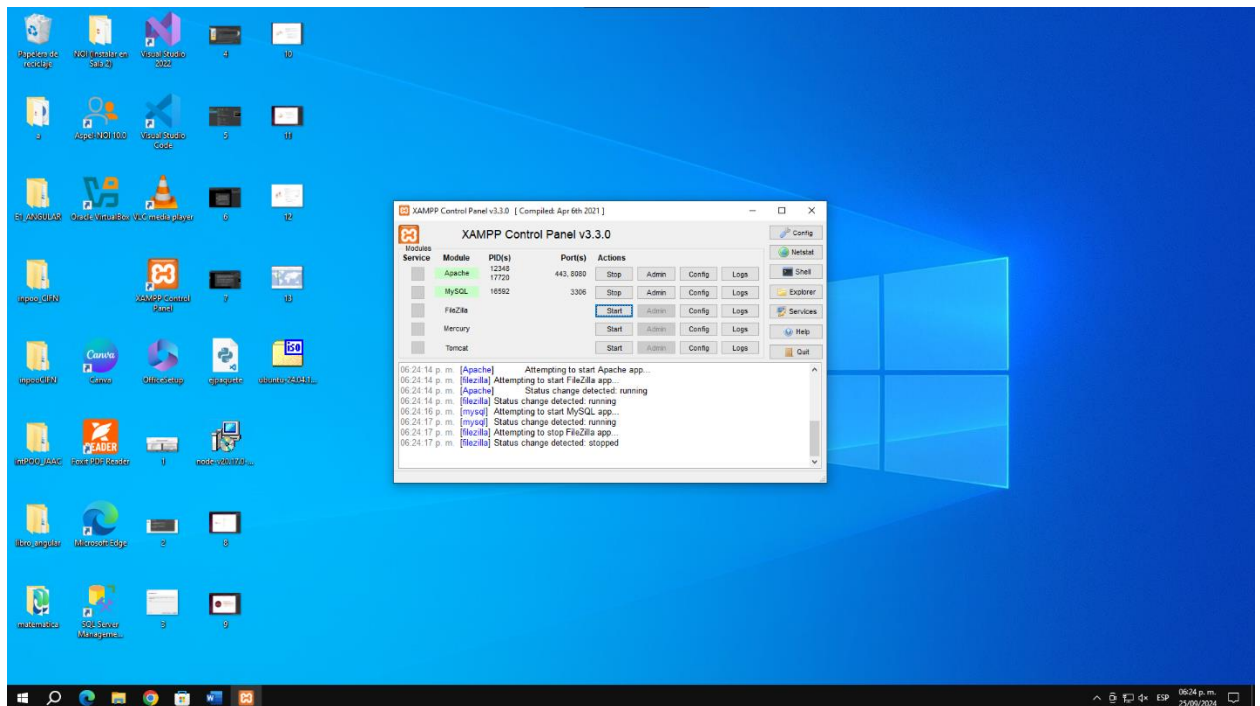 Papelera de
reciclaje
NOI (Instalar en
Sala 4)
Visual Studio
2022
4
10
a
Aspel NOI 10.0
Visual Studio
Code
5
11
E1_ANGULAR
Oracle VirtualBox
VLC media player
6
12
inpoo_CIFN
XAMPP Control
Panel
7
13
inpooCIFN
Canva
Canva
OfficeSetup
ejpaquete
iso
READER
intPOO_JAAC
Foxit PDF Reader
1
libro_angular
Microsoft Edge
2
8
matematica
SQL Server
Manageme...
3
9
XAMPP Control Panel v3.3.0 [ Compiled: Apr 6th 2021 ]
XAMPP Control Panel v3.3.0
Config
Modules
Service Module PID(s) Port(s) Actions
Netstat
Apache 12348
17720 443, 8080 Stop Admin Config Logs
Shell
MySQL 16592 3306 Stop Admin Config Logs
Explorer
FileZilla Start Admin Config Logs
Services
Mercury Start Admin Config Logs
Help
Tomcat Start Admin Config Logs
Quit
06:24:14 p. m. [Apache] Attempting to start Apache app...
06:24:14 p. m. [filezilla] Attempting to start FileZilla app...
06:24:14 p. m. [Apache] Status change detected: running
06:24:14 p. m. [filezilla] Status change detected: running
06:24:16 p. m. [mysql] Attempting to start MySQL app...
06:24:17 p. m. [mysql] Status change detected: running
06:24:17 p. m. [filezilla] Attempting to stop FileZilla app...
06:24:17 p. m. [filezilla] Status change detected: stopped
ESP
06:24 p. m.
25/09/2024